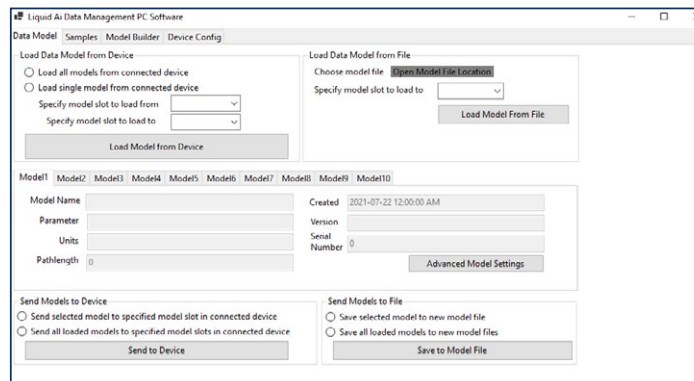 Liquid Ai Data Management PC Software
Data Model Samples Model Builder Device Config
Load Data Model from Device
Load all models from connected device
Load single model from connected device
Specify model slot to load from
Specify model slot to load to
Load Model from Device
Load Data Model from File
Choose model file Open Model File Location
Specify model slot to load to
Load Model From File
Model1 Model2 Model3 Model4 Model5 Model6 Model7 Model8 Model9 Model10
Model Name
Parameter
Units
Pathlength 0
Created 2021-07-22 12:00:00 AM
Version
Serial
Number 0
Advanced Model Settings
Send Models to Device
Send selected model to specified model slot in connected device
Send all loaded models to specified model slots in connected device
Send to Device
Send Models to File
Save selected model to new model file
Save all loaded models to new model files
Save to Model File